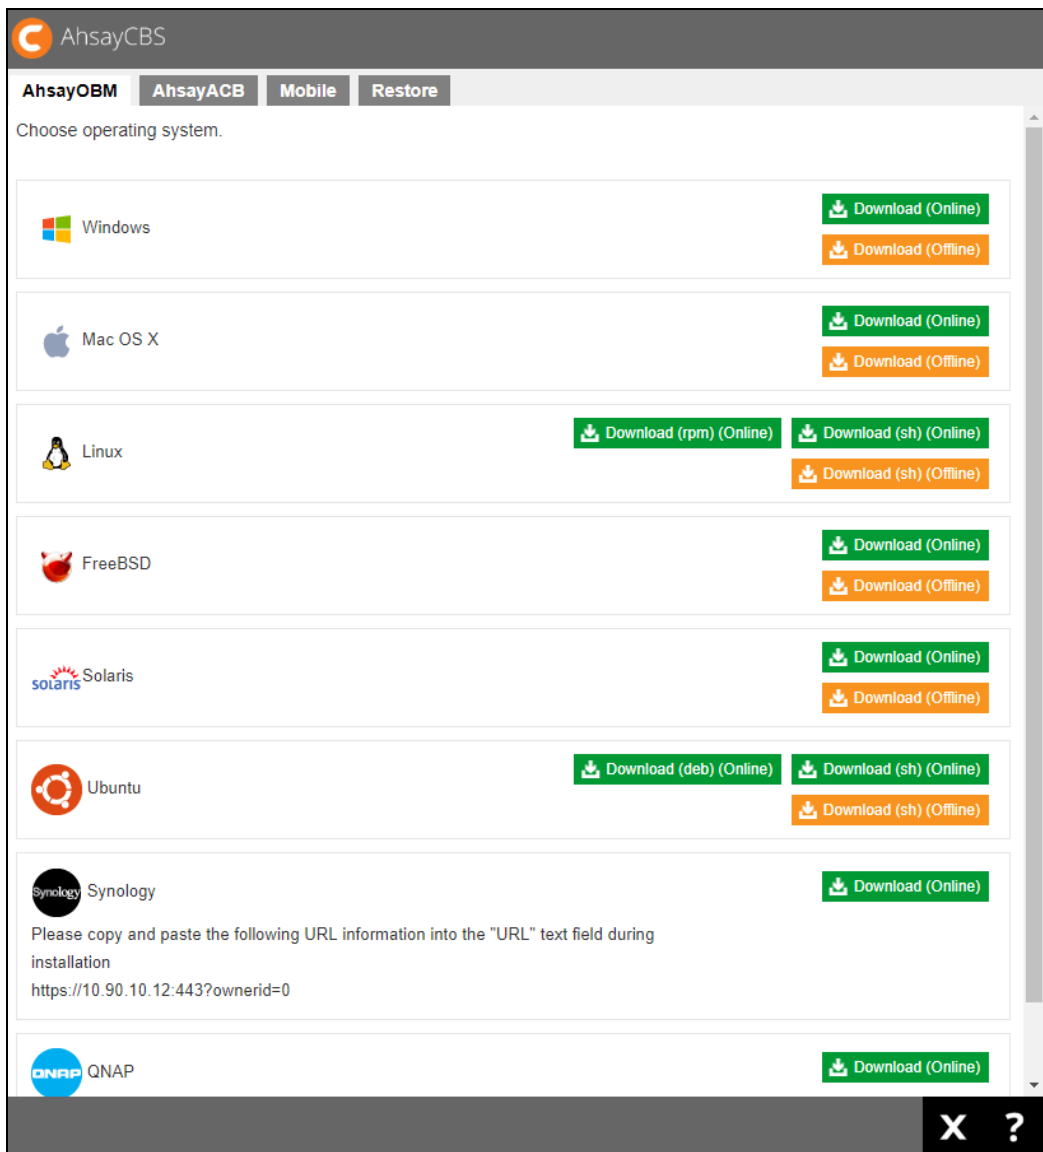 AhsayCBS
AhsayOBM AhsayACB Mobile Restore
Choose operating system.
Windows
Download (Online)
Download (Offline)
Mac OS X
Download (Online)
Download (Offline)
Linux
Download (rpm) (Online) Download (sh) (Online)
Download (sh) (Offline)
FreeBSD
Download (Online)
Download (Offline)
solaris Solaris
Download (Online)
Download (Offline)
Ubuntu
Download (deb) (Online) Download (sh) (Online)
Download (sh) (Offline)
Synology Synology
Download (Online)
Please copy and paste the following URL information into the "URL" text field during
installation
https://10.90.10.12:443?ownerid=0
QNAP QNAP
Download (Online)
X ?